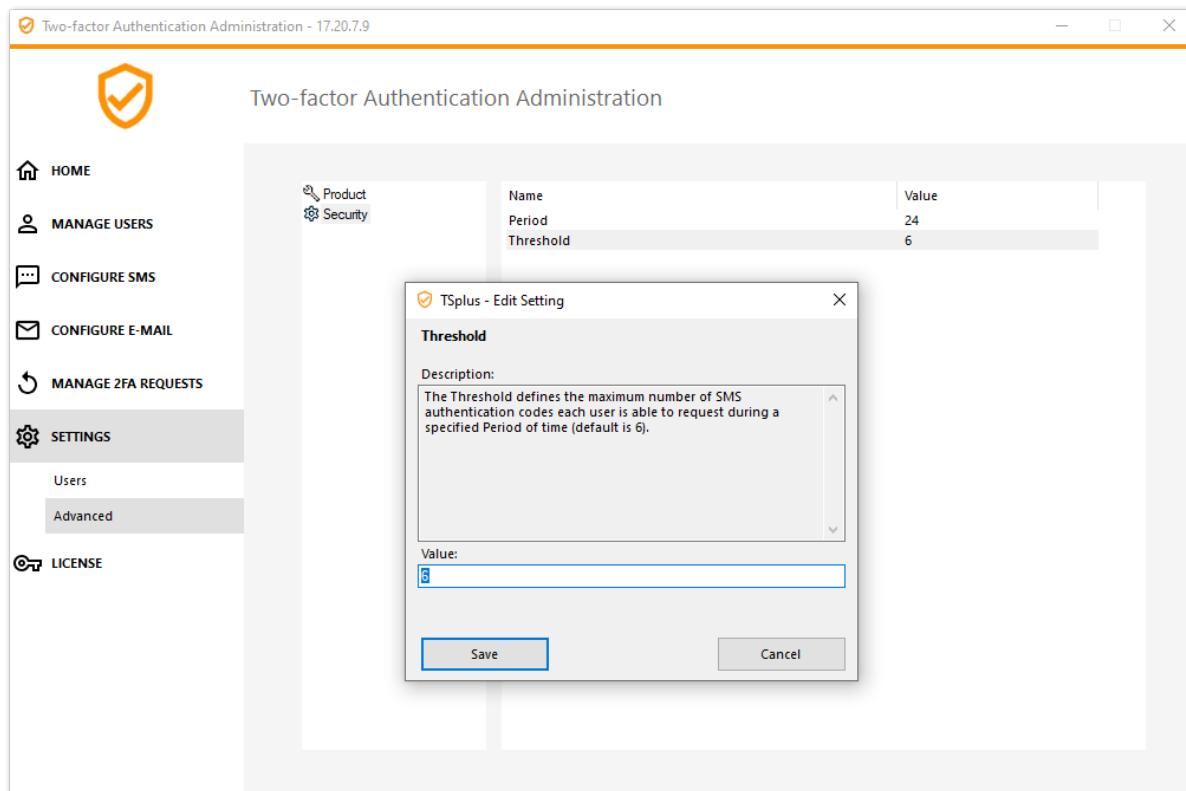 Two-factor Authentication Administration - 17.20.7.9
Two-factor Authentication Administration
HOME
MANAGE USERS
CONFIGURE SMS
CONFIGURE E-MAIL
MANAGE 2FA REQUESTS
SETTINGS
Users
Advanced
LICENSE
Product
Security
Name Value
Period 24
Threshold 6
TSplus - Edit Setting
Threshold
Description:
The Threshold defines the maximum number of SMS
authentication codes each user is able to request during a
specified Period of time (default is 6).
Value:
6
Save Cancel